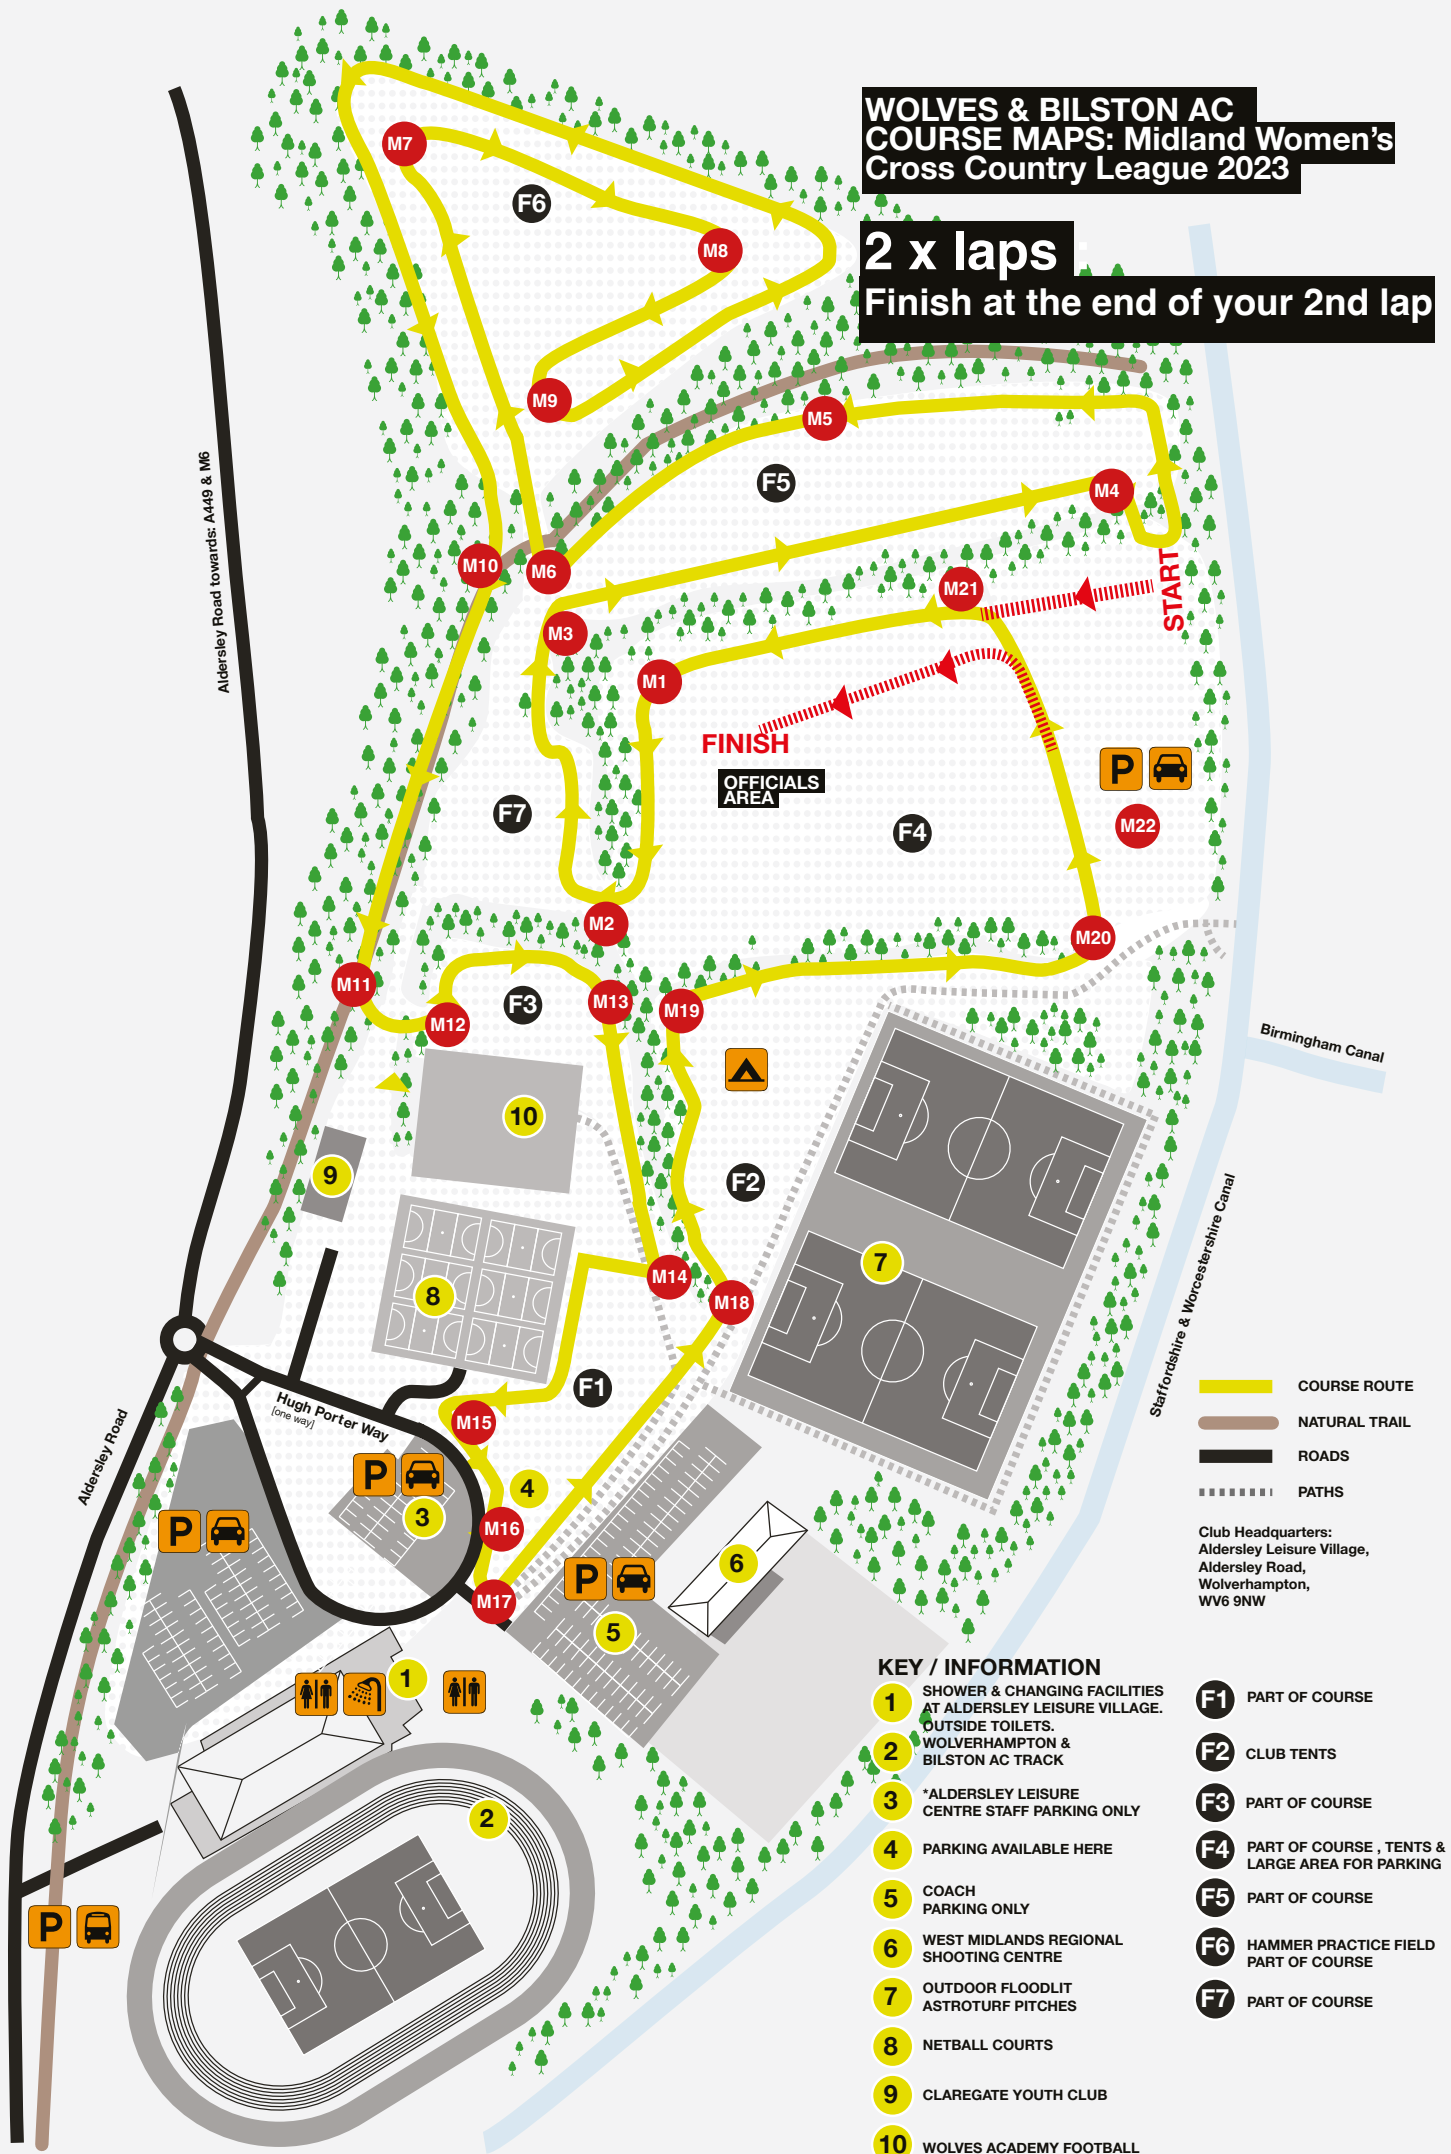 WOLVES & BILSTON AC
COURSE MAPS: Midland Women's
Cross Country League 2023
2 x laps :
Finish at the end of your 2nd lap
M7
F6
M8
M9
M5
F5
M4
Aldersley Road towards: A449 & M6
M10
M6
M21
START
M3
M1
FINISH
OFFICIALS
AREA
P
M22
F7
F4
M2
M20
M11
F3
M13
M19
M12
Birmingham Canal
10
9
F2
7
Staffordshire & Worcestershire Canal
8
M14
M18
F1
Hugh Porter Way
[one way]
M15
Aldersley Road
P
3
4
P
M16
6
P
M17
5
1
2
P
COURSE ROUTE
NATURAL TRAIL
ROADS
PATHS
Club Headquarters:
Aldersley Leisure Village,
Aldersley Road,
Wolverhampton,
WV6 9NW
KEY / INFORMATION
1 SHOWER & CHANGING FACILITIES
AT ALDERSLEY LEISURE VILLAGE.
OUTSIDE TOILETS.
2 WOLVERHAMPTON &
BILSTON AC TRACK
3 *ALDERSLEY LEISURE
CENTRE STAFF PARKING ONLY
4 PARKING AVAILABLE HERE
5 COACH
PARKING ONLY
6 WEST MIDLANDS REGIONAL
SHOOTING CENTRE
7 OUTDOOR FLOODLIT
ASTROTURF PITCHES
8 NETBALL COURTS
9 CLAREGATE YOUTH CLUB
10 WOLVES ACADEMY FOOTBALL
F1 PART OF COURSE
F2 CLUB TENTS
F3 PART OF COURSE
F4 PART OF COURSE , TENTS &
LARGE AREA FOR PARKING
F5 PART OF COURSE
F6 HAMMER PRACTICE FIELD
PART OF COURSE
F7 PART OF COURSE